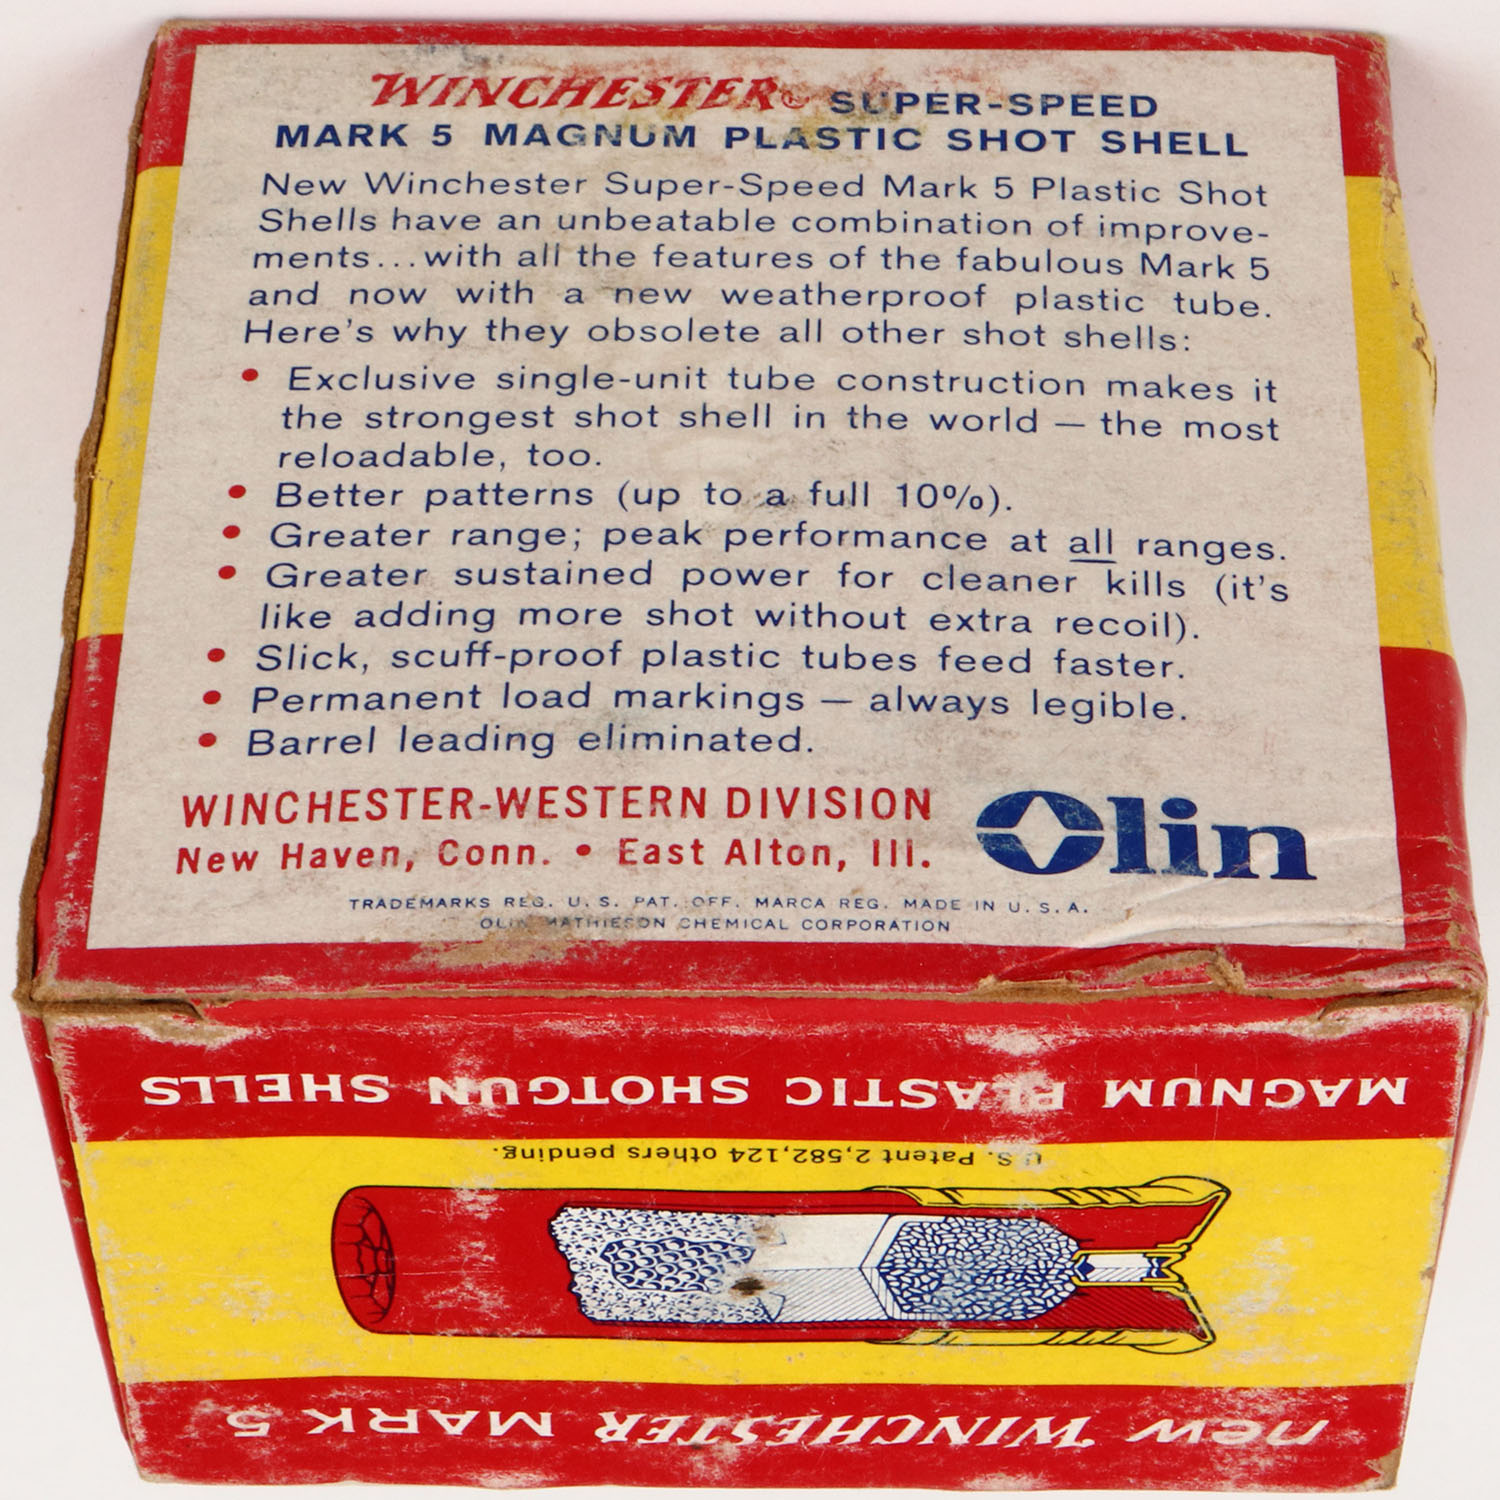 WINCHESTER® SUPER-SPEED
MARK 5 MAGNUM PLASTIC SHOT SHELL
New Winchester Super-Speed Mark 5 Plastic Shot
Shells have an unbeatable combination of improve-
ments...with all the features of the fabulous Mark 5
and now with a new weatherproof plastic tube.
Here's why they obsolete all other shot shells:
• Exclusive single-unit tube construction makes it
the strongest shot shell in the world — the most
reloadable, too.
• Better patterns (up to a full 10%).
• Greater range; peak performance at all ranges.
• Greater sustained power for cleaner kills (it's
like adding more shot without extra recoil).
• Slick, scuff-proof plastic tubes feed faster.
• Permanent load markings — always legible.
• Barrel leading eliminated.
WINCHESTER-WESTERN DIVISION
New Haven, Conn. • East Alton, Ill.
Olin
TRADEMARKS REG. U. S. PAT. OFF. MARCA REG. MADE IN U. S. A.
OLIN MATHIESON CHEMICAL CORPORATION
new WINCHESTER MARK 5
U.S. Patent 2,582,124 others pending.
MAGNUM PLASTIC SHOTGUN SHELLS